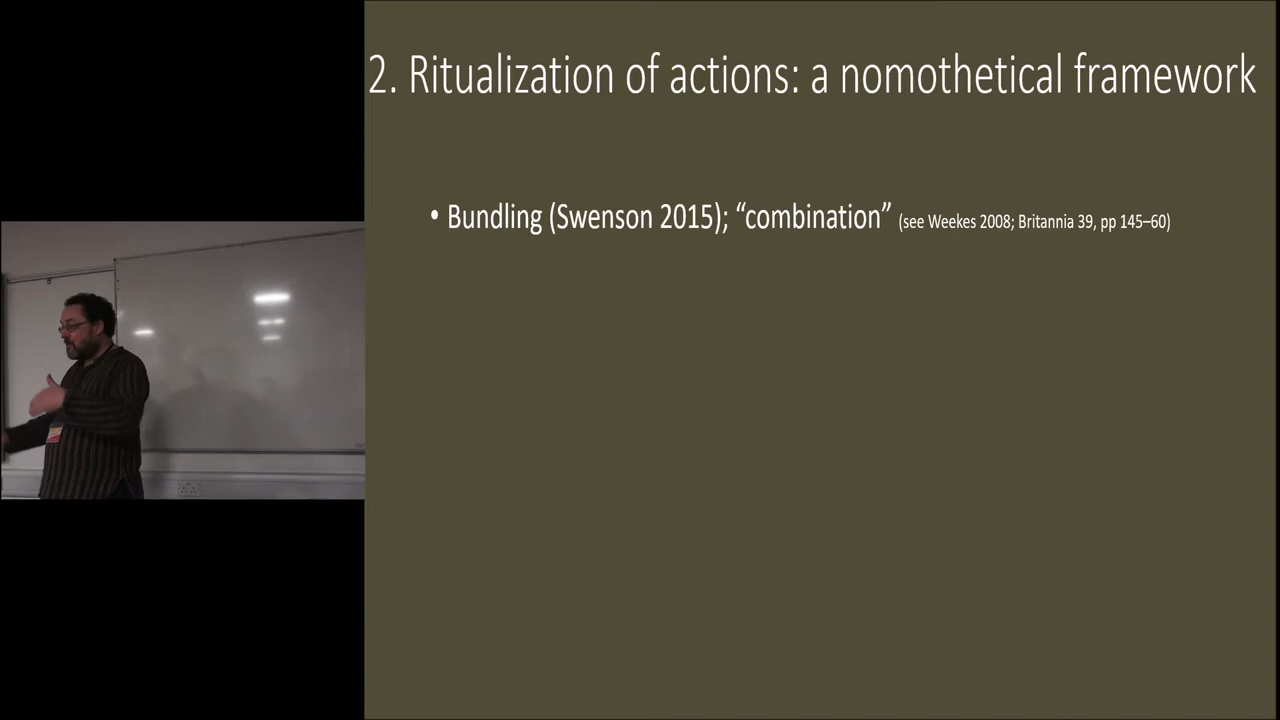 2. Ritualization of actions: a nomothetical framework
• Bundling (Swenson 2015); “combination” (see Weekes 2008; Britannia 39, pp 145–60)